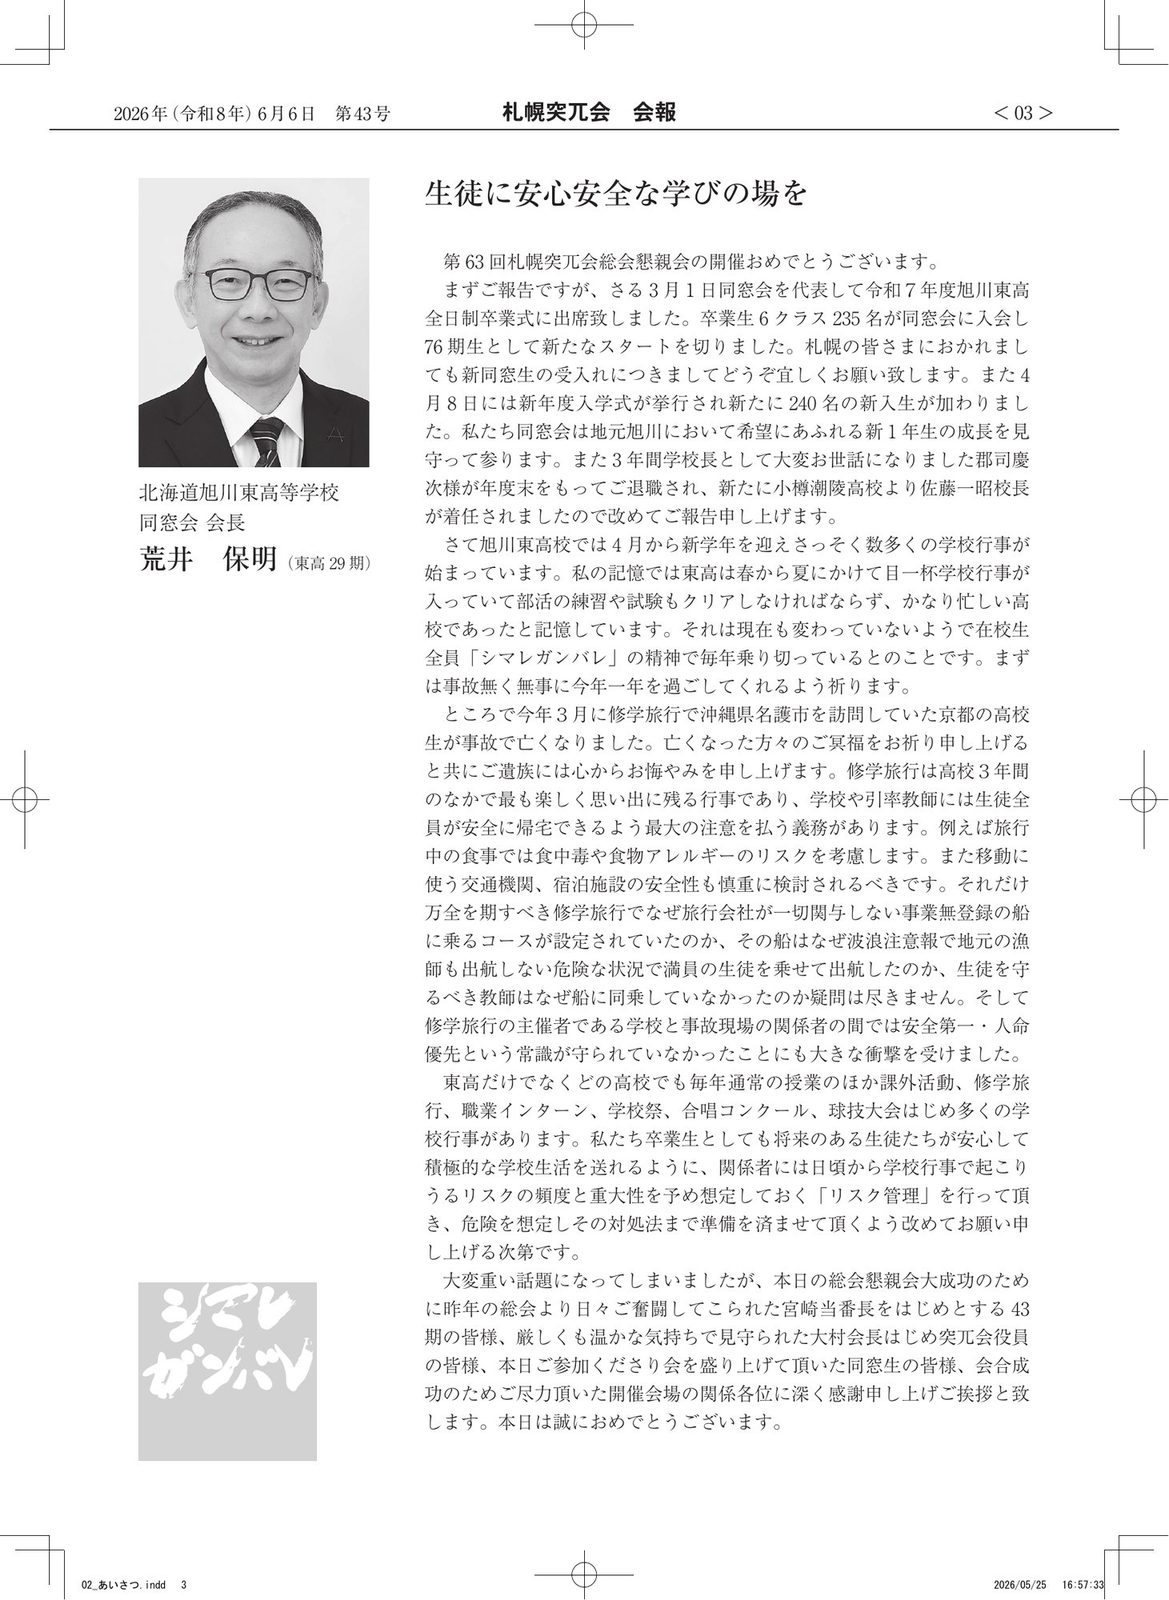 2026年（令和8年）6月6日　第43号
札幌突兀会　会報
＜03＞
北海道旭川東高等学校
同窓会 会長
荒井　保明（東高29期）
シマレ
ガンバレ
生徒に安心安全な学びの場を
　第63回札幌突兀会総会懇親会の開催おめでとうございます。
　まずご報告ですが、さる３月１日同窓会を代表して令和７年度旭川東高
全日制卒業式に出席致しました。卒業生６クラス235名が同窓会に入会し
76期生として新たなスタートを切りました。札幌の皆さまにおかれまし
ても新同窓生の受入れにつきましてどうぞ宜しくお願い致します。また４
月８日には新年度入学式が挙行され新たに240名の新入生が加わりまし
た。私たち同窓会は地元旭川において希望にあふれる新１年生の成長を見
守って参ります。また３年間学校長として大変お世話になりました郡司慶
次様が年度末をもってご退職され、新たに小樽潮陵高校より佐藤一昭校長
が着任されましたので改めてご報告申し上げます。
　さて旭川東高校では４月から新学年を迎えさっそく数多くの学校行事が
始まっています。私の記憶では東高は春から夏にかけて目一杯学校行事が
入っていて部活の練習や試験もクリアしなければならず、かなり忙しい高
校であったと記憶しています。それは現在も変わっていないようで在校生
全員「シマレガンバレ」の精神で毎年乗り切っているとのことです。まず
は事故無く無事に今年一年を過ごしてくれるよう祈ります。
　ところで今年３月に修学旅行で沖縄県名護市を訪問していた京都の高校
生が事故で亡くなりました。亡くなった方々のご冥福をお祈り申し上げる
と共にご遺族には心からお悔やみを申し上げます。修学旅行は高校３年間
のなかで最も楽しく思い出に残る行事であり、学校や引率教師には生徒全
員が安全に帰宅できるよう最大の注意を払う義務があります。例えば旅行
中の食事では食中毒や食物アレルギーのリスクを考慮します。また移動に
使う交通機関、宿泊施設の安全性も慎重に検討されるべきです。それだけ
万全を期すべき修学旅行でなぜ旅行会社が一切関与しない事業無登録の船
に乗るコースが設定されていたのか、その船はなぜ波浪注意報で地元の漁
師も出航しない危険な状況で満員の生徒を乗せて出航したのか、生徒を守
るべき教師はなぜ船に同乗していなかったのか疑問は尽きません。そして
修学旅行の主催者である学校と事故現場の関係者の間では安全第一・人命
優先という常識が守られていなかったことにも大きな衝撃を受けました。
　東高だけでなくどの高校でも毎年通常の授業のほか課外活動、修学旅
行、職業インターン、学校祭、合唱コンクール、球技大会はじめ多くの学
校行事があります。私たち卒業生としても将来のある生徒たちが安心して
積極的な学校生活を送れるように、関係者には日頃から学校行事で起こり
うるリスクの頻度と重大性を予め想定しておく「リスク管理」を行って頂
き、危険を想定しその対処法まで準備を済ませて頂くよう改めてお願い申
し上げる次第です。
　大変重い話題になってしまいましたが、本日の総会懇親会大成功のため
に昨年の総会より日々ご奮闘してこられた宮崎当番長をはじめとする43
期の皆様、厳しくも温かな気持ちで見守られた大村会長はじめ突兀会役員
の皆様、本日ご参加くださり会を盛り上げて頂いた同窓生の皆様、会合成
功のためご尽力頂いた開催会場の関係各位に深く感謝申し上げご挨拶と致
します。本日は誠におめでとうございます。
02_あいさつ.indd　3
2026/05/25　16:57:33